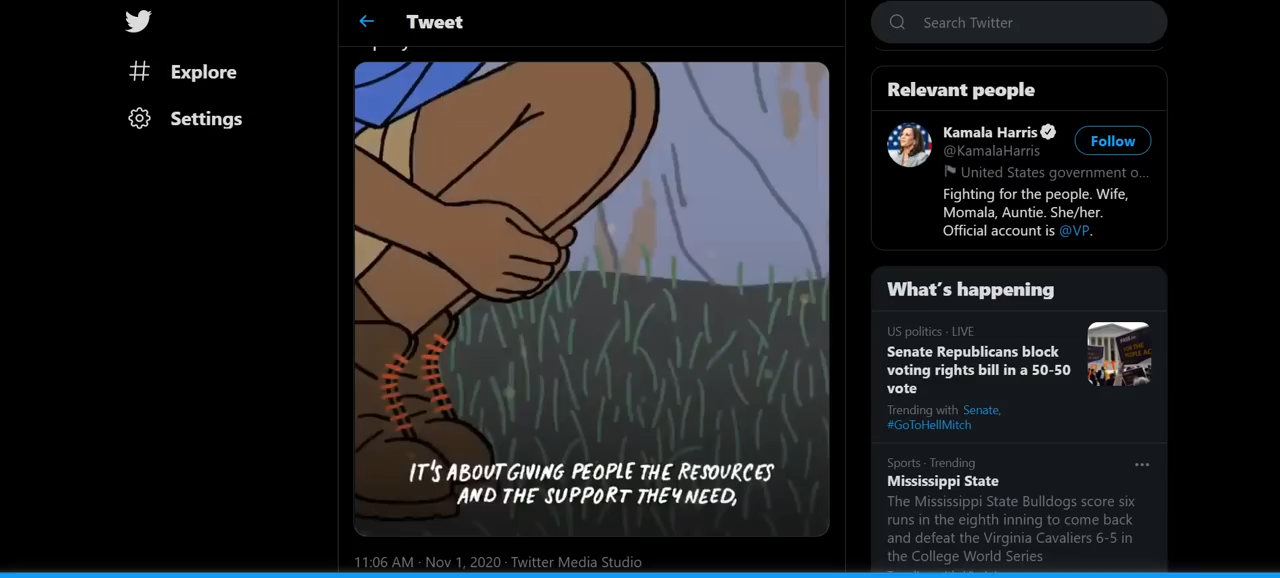 Tweet
Search Twitter
Explore
Settings
IT'S ABOUT GIVING PEOPLE THE RESOURCES
AND THE SUPPORT THEY NEED,
11:06 AM · Nov 1, 2020 · Twitter Media Studio
Relevant people
Kamala Harris
@KamalaHarris
Follow
United States government o...
Fighting for the people. Wife,
Momala, Auntie. She/her.
Official account is @VP.
What's happening
US politics · LIVE
Senate Republicans block
voting rights bill in a 50-50
vote
Trending with Senate,
#GoToHellMitch
Sports · Trending
Mississippi State
The Mississippi State Bulldogs score six
runs in the eighth inning to come back
and defeat the Virginia Cavaliers 6-5 in
the College World Series